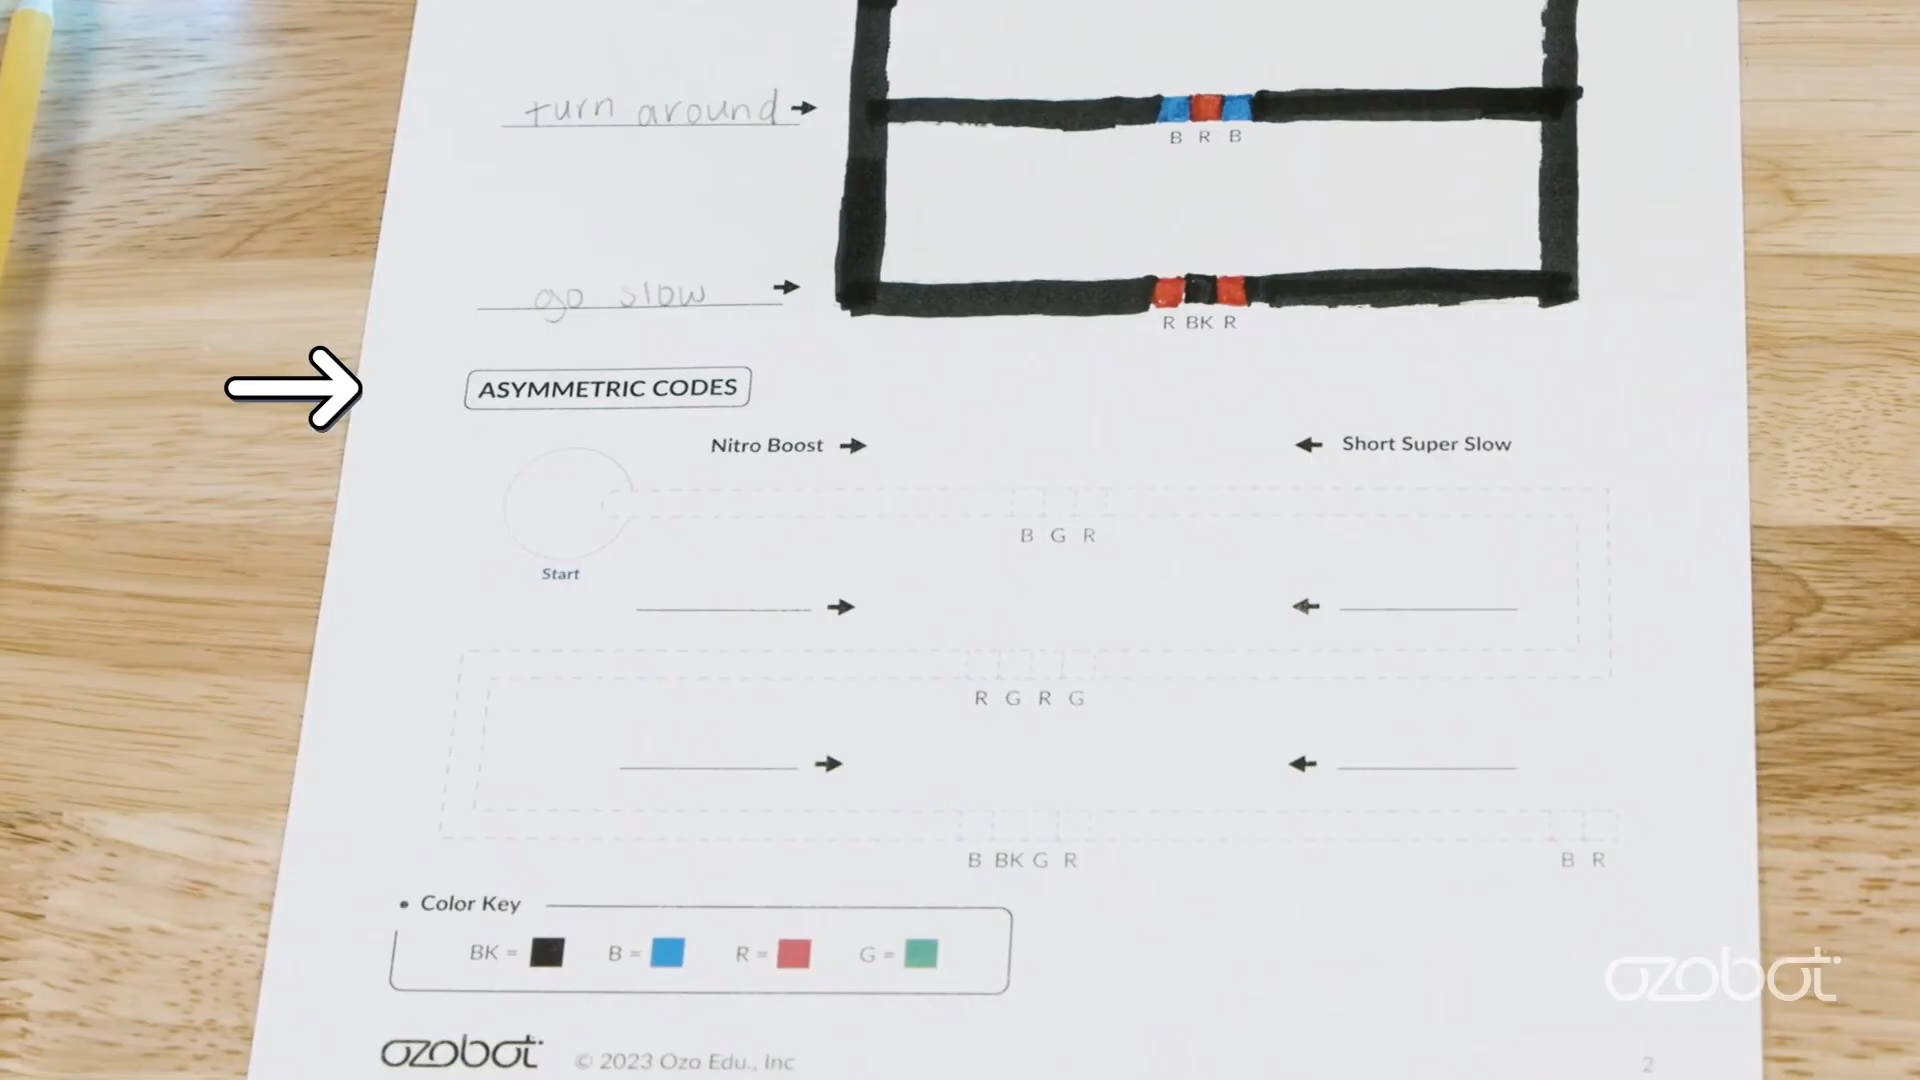 turn around
B R B
go slow
R BK R
ASYMMETRIC CODES
Nitro Boost Short Super Slow
B G R
Start
R G R G
B BK G R B R
Color Key
BK = B = R = G =
ozobot
ozobot © 2023 Ozo Edu., Inc 2